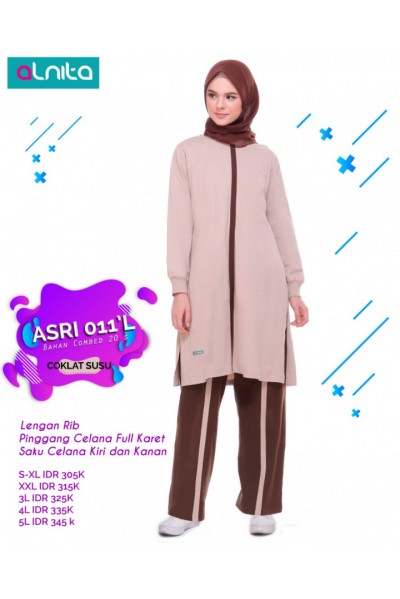 alnita
ASRI 011'L
BAHAN COMBED 20 S
COKLAT SUSU
Lengan Rib
Pinggang Celana Full Karet
Saku Celana Kiri dan Kanan
S-XL IDR 305K
XXL IDR 315K
3L IDR 325K
4L IDR 335K
5L IDR 345 k